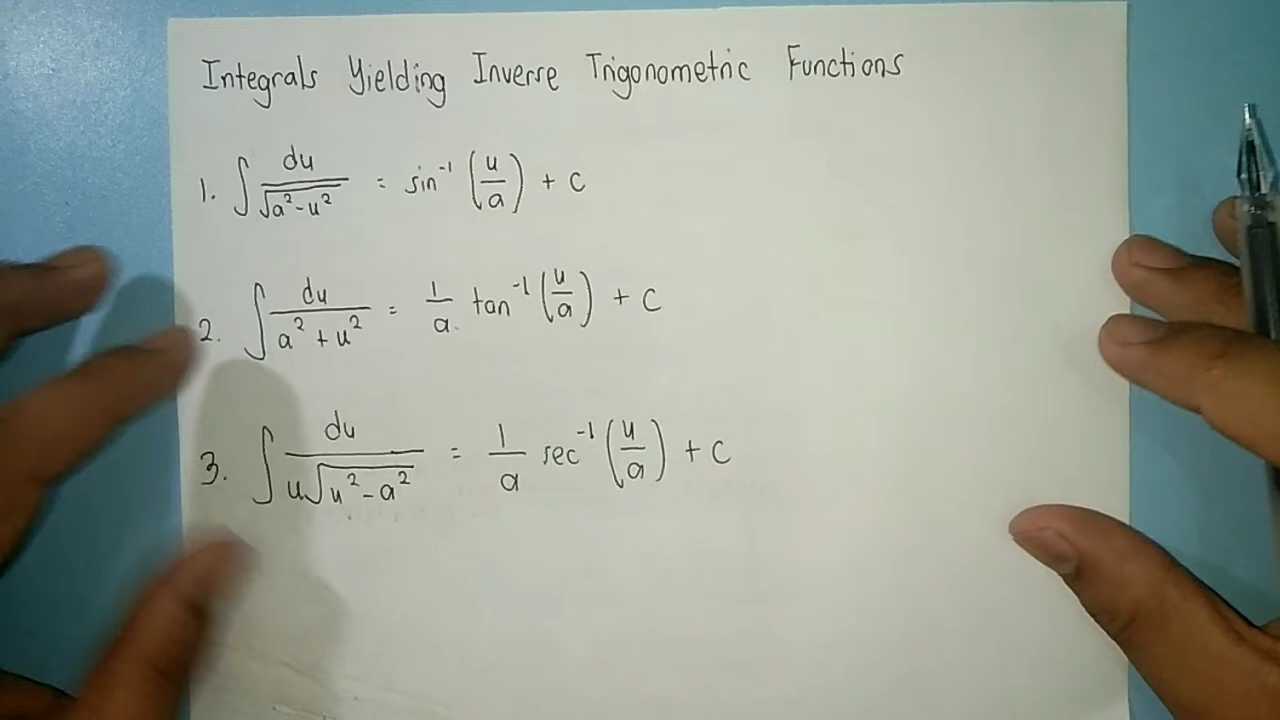 Integrals Yielding Inverse Trigonometric Functions
1. ∫ du / √(a² - u²) = sin⁻¹ (u/a) + C
2. ∫ du / (a² + u²) = 1/a tan⁻¹ (u/a) + C
3. ∫ du / (u√(u² - a²)) = 1/a sec⁻¹ (u/a) + C